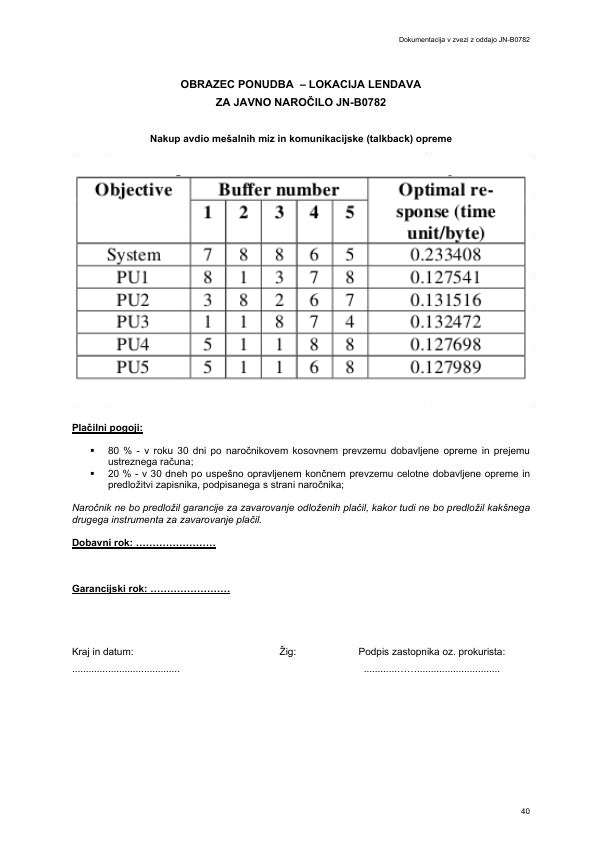 Dokumentacija v zvezi z oddajo JN-B0782
OBRAZEC PONUDBA – LOKACIJA LENDAVA
ZA JAVNO NAROČILO JN-B0782
Nakup avdio mešalnih miz in komunikacijske (talkback) opreme
Objective Buffer number Optimal re-
1 2 3 4 5 sponse (time
unit/byte)
System 7 8 8 6 5 0.233408
PU1 8 1 3 7 8 0.127541
PU2 3 8 2 6 7 0.131516
PU3 1 1 8 7 4 0.132472
PU4 5 1 1 8 8 0.127698
PU5 5 1 1 6 8 0.127989
Plačilni pogoji:
▪ 80 % - v roku 30 dni po naročnikovem kosovnem prevzemu dobavljene opreme in prejemu
ustreznega računa;
▪ 20 % - v 30 dneh po uspešno opravljenem končnem prevzemu celotne dobavljene opreme in
predložitvi zapisnika, podpisanega s strani naročnika;
Naročnik ne bo predložil garancije za zavarovanje odloženih plačil, kakor tudi ne bo predložil kakšnega
drugega instrumenta za zavarovanje plačil.
Dobavni rok: ……………………
Garancijski rok: ……………………
Kraj in datum: Žig: Podpis zastopnika oz. prokurista:
....................................... .................................................
40